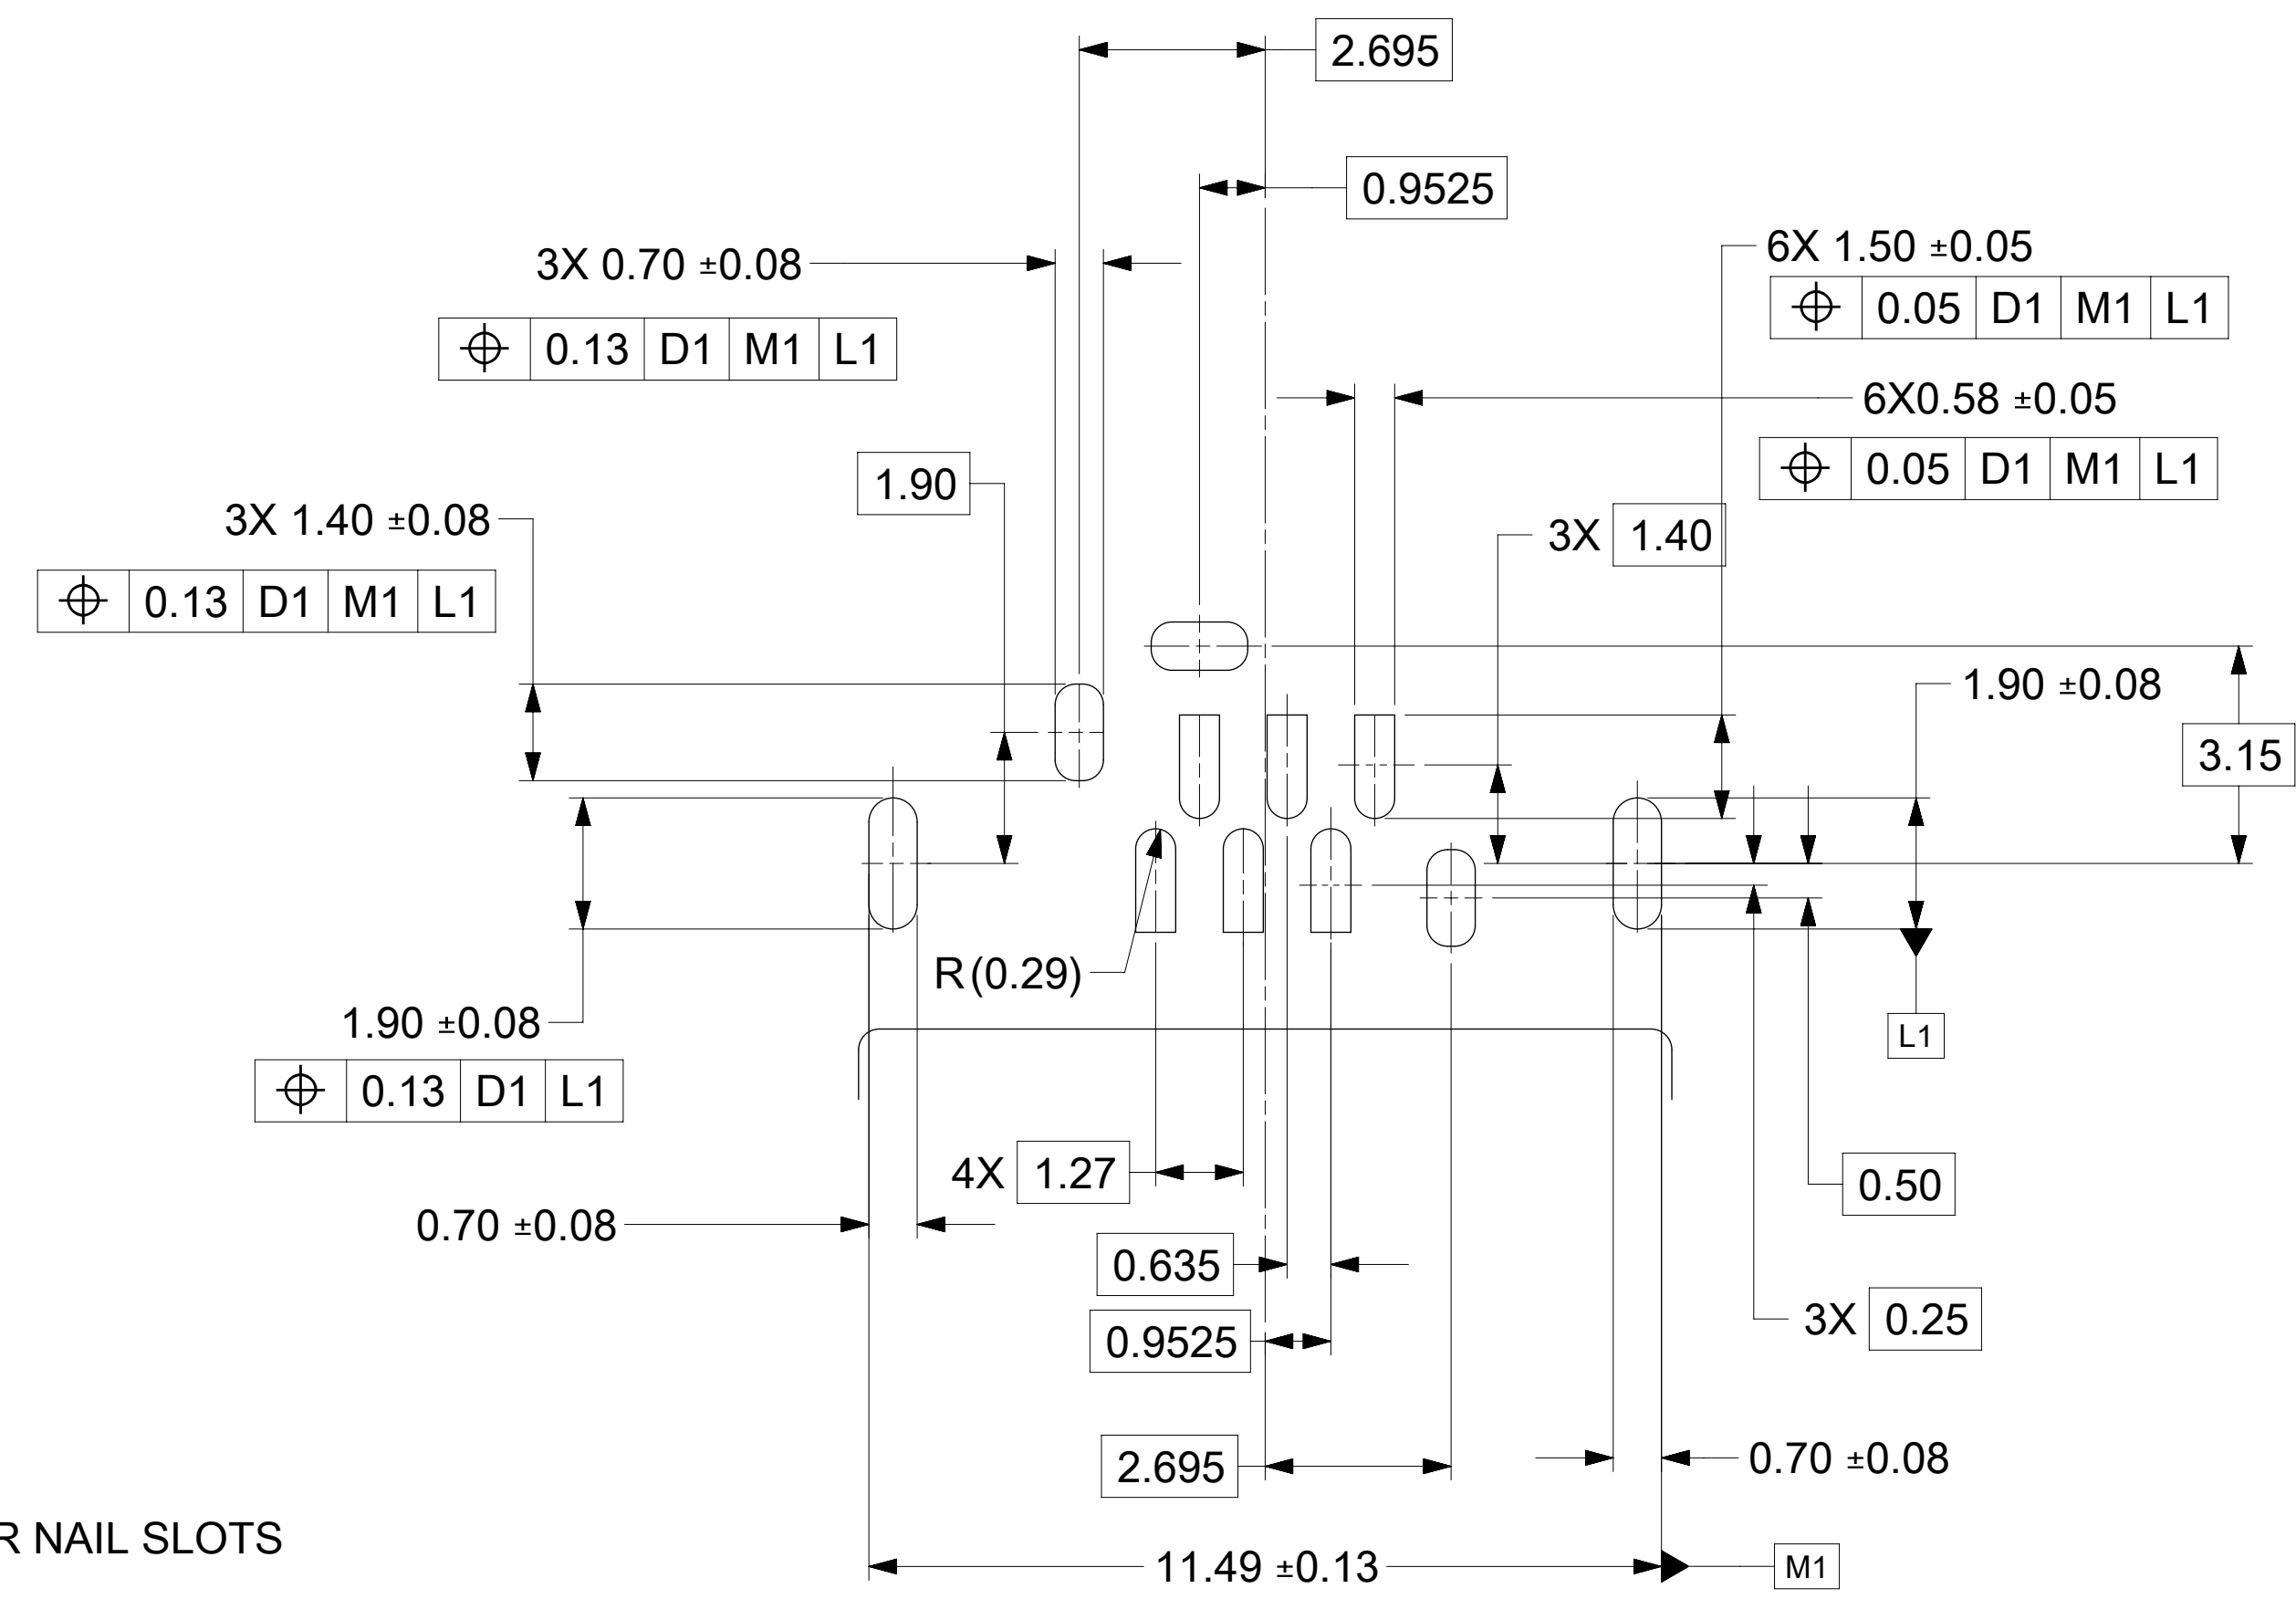 2.695
0.9525
3X 0.70 ±0.08
0.13 D1 M1 L1
6X 1.50 ±0.05
0.05 D1 M1 L1
6X0.58 ±0.05
0.05 D1 M1 L1
1.90
3X 1.40 ±0.08
0.13 D1 M1 L1
3X 1.40
1.90 ±0.08
3.15
R(0.29)
1.90 ±0.08
0.13 D1 L1
L1
4X 1.27
0.50
0.70 ±0.08
0.635
3X 0.25
0.9525
2.695
0.70 ±0.08
R NAIL SLOTS
11.49 ±0.13
M1